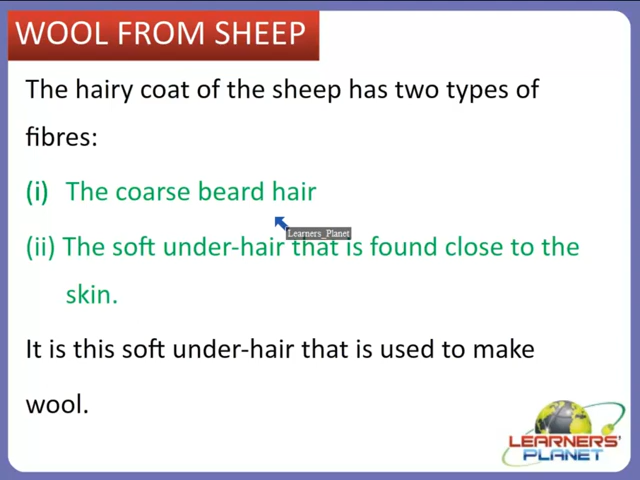 WOOL FROM SHEEP
The hairy coat of the sheep has two types of
fibres:
(i) The coarse beard hair
Learners_Planet
(ii) The soft under-hair that is found close to the
skin.
It is this soft under-hair that is used to make
wool.
LEARNERS'
PLANET